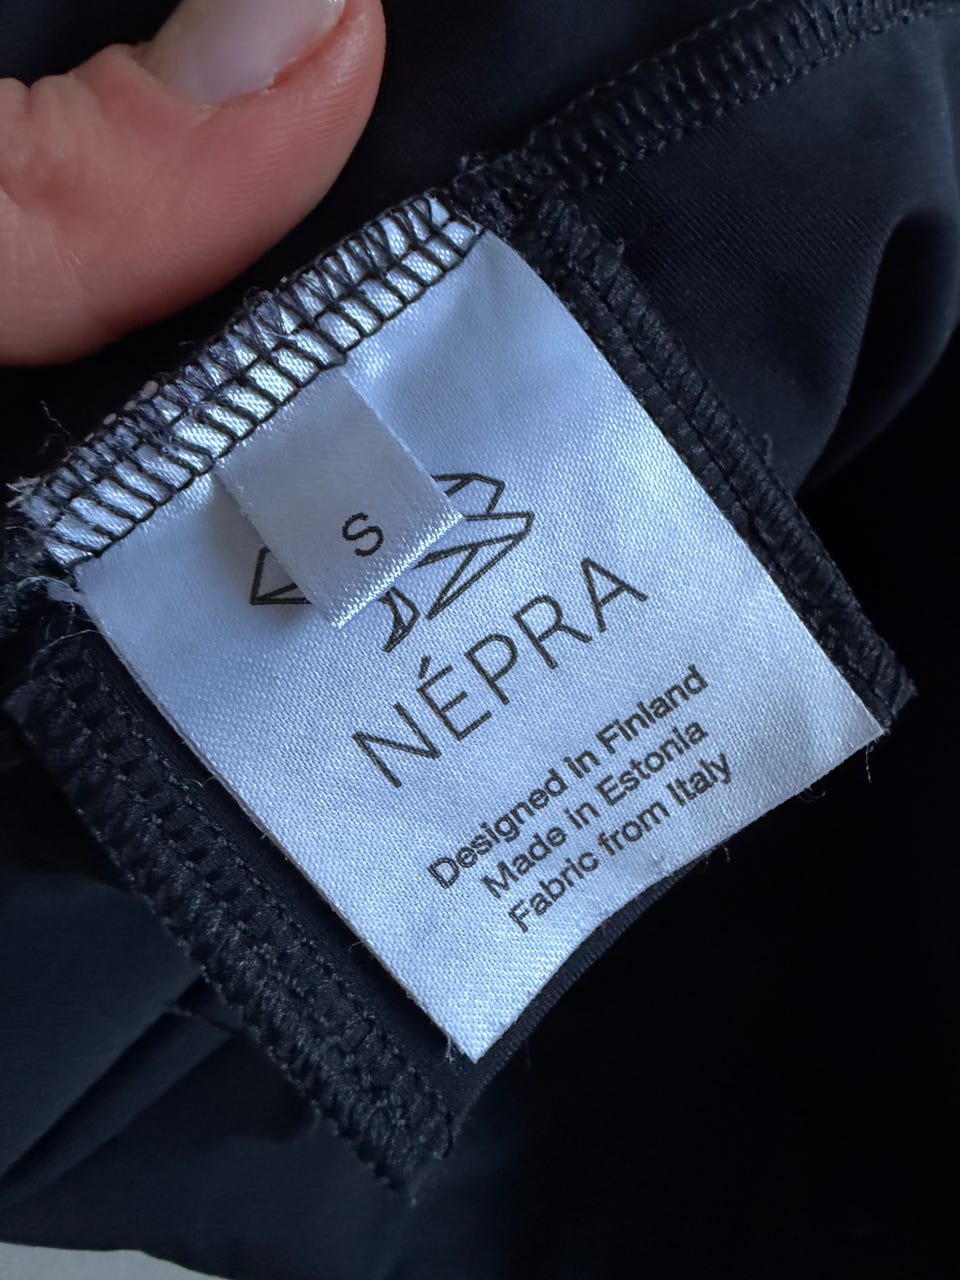 S
NÉPRA
Designed in Finland
Made in Estonia
Fabric from Italy